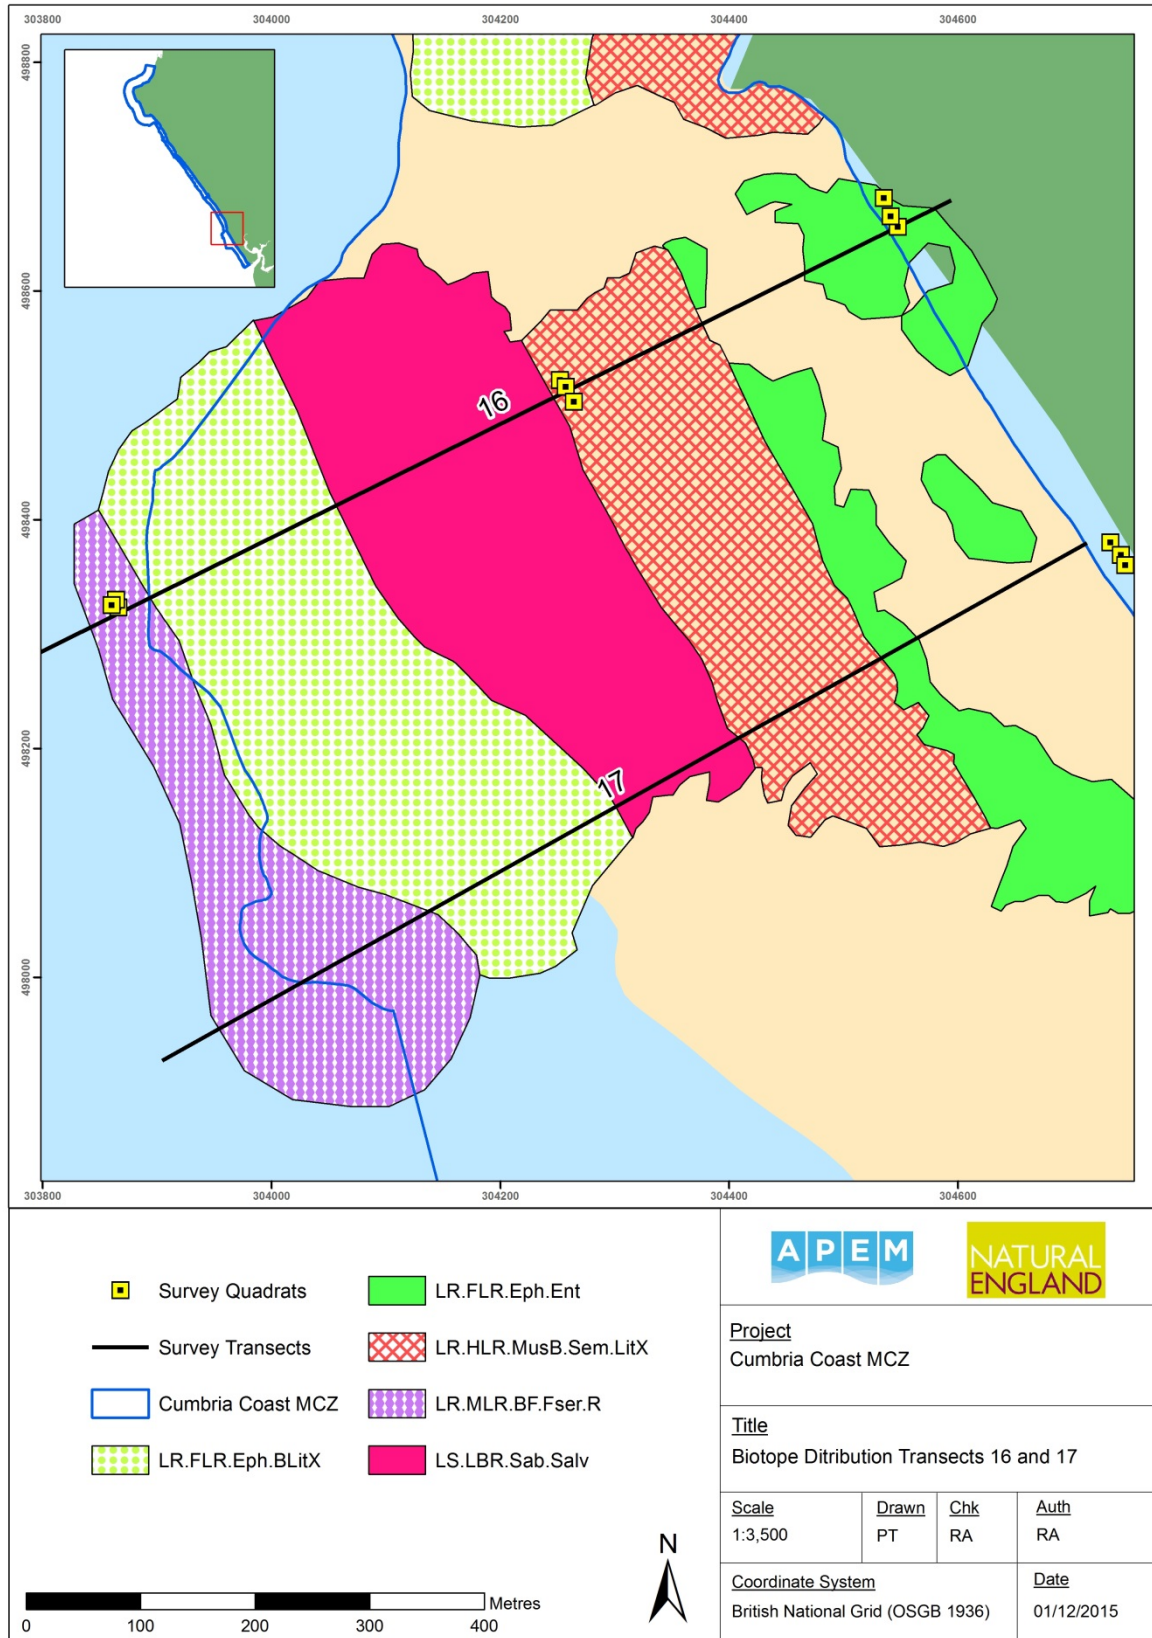 303800 304000 304200 304400 304600
498800
498600
498400
498200
498000
16
17
303800 304000 304200 304400 304600
Survey Quadrats
Survey Transects
Cumbria Coast MCZ
LR.FLR.Eph.BLitX
LR.FLR.Eph.Ent
LR.HLR.MusB.Sem.LitX
LR.MLR.BF.Fser.R
LS.LBR.Sab.Salv
N
0 100 200 300 400 Metres
APEM
NATURAL
ENGLAND
Project
Cumbria Coast MCZ
Title
Biotope Ditribution Transects 16 and 17
Scale Drawn Chk Auth
1:3,500 PT RA RA
Coordinate System Date
British National Grid (OSGB 1936) 01/12/2015